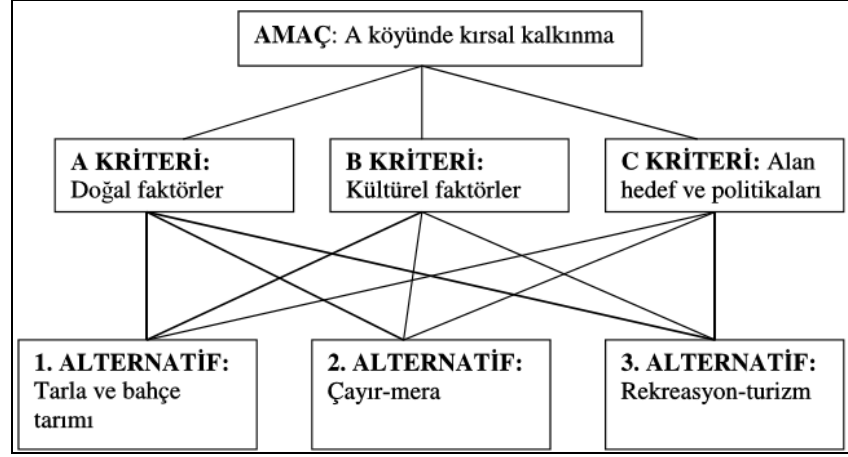 AMAÇ: A köyünde kırsal kalkınma
A KRİTERİ:
Doğal faktörler
B KRİTERİ:
Kültürel faktörler
C KRİTERİ: Alan
hedef ve politikaları
1. ALTERNATİF:
Tarla ve bahçe
tarımı
2. ALTERNATİF:
Çayır-mera
3. ALTERNATİF:
Rekreasyon-turizm